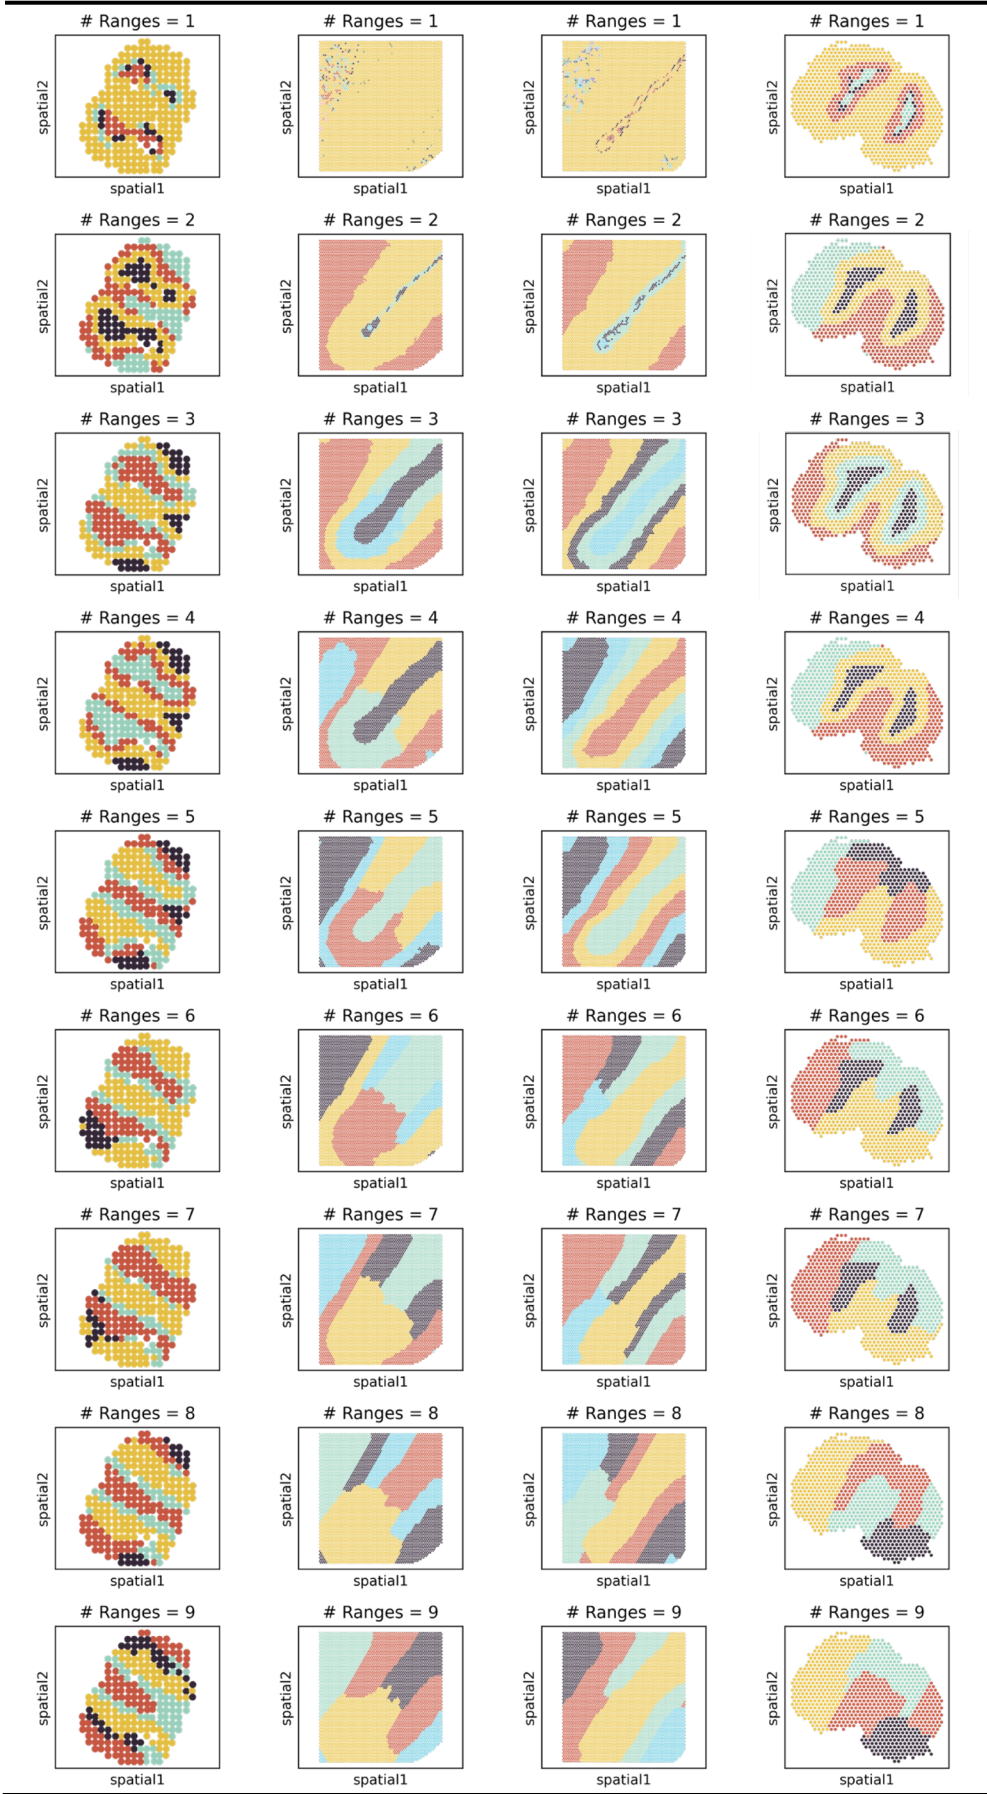 # Ranges = 1 # Ranges = 1 # Ranges = 1 # Ranges = 1
spatial2 spatial2 spatial2 spatial2
spatial1 spatial1 spatial1 spatial1
# Ranges = 2 # Ranges = 2 # Ranges = 2 # Ranges = 2
spatial2 spatial2 spatial2 spatial2
spatial1 spatial1 spatial1 spatial1
# Ranges = 3 # Ranges = 3 # Ranges = 3 # Ranges = 3
spatial2 spatial2 spatial2 spatial2
spatial1 spatial1 spatial1 spatial1
# Ranges = 4 # Ranges = 4 # Ranges = 4 # Ranges = 4
spatial2 spatial2 spatial2 spatial2
spatial1 spatial1 spatial1 spatial1
# Ranges = 5 # Ranges = 5 # Ranges = 5 # Ranges = 5
spatial2 spatial2 spatial2 spatial2
spatial1 spatial1 spatial1 spatial1
# Ranges = 6 # Ranges = 6 # Ranges = 6 # Ranges = 6
spatial2 spatial2 spatial2 spatial2
spatial1 spatial1 spatial1 spatial1
# Ranges = 7 # Ranges = 7 # Ranges = 7 # Ranges = 7
spatial2 spatial2 spatial2 spatial2
spatial1 spatial1 spatial1 spatial1
# Ranges = 8 # Ranges = 8 # Ranges = 8 # Ranges = 8
spatial2 spatial2 spatial2 spatial2
spatial1 spatial1 spatial1 spatial1
# Ranges = 9 # Ranges = 9 # Ranges = 9 # Ranges = 9
spatial2 spatial2 spatial2 spatial2
spatial1 spatial1 spatial1 spatial1